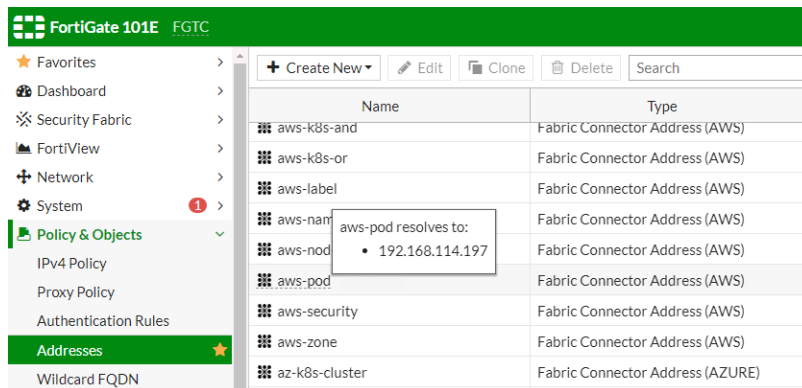 FortiGate 101E FGTC
Favorites
Dashboard
Security Fabric
FortiView
Network
System 1
Policy & Objects
IPv4 Policy
Proxy Policy
Authentication Rules
Addresses
Wildcard FQDN
+ Create New Edit Clone Delete Search
Name Type
aws-k8s-and Fabric Connector Address (AWS)
aws-k8s-or Fabric Connector Address (AWS)
aws-label Fabric Connector Address (AWS)
aws-nam Fabric Connector Address (AWS)
aws-pod resolves to:
• 192.168.114.197
aws-nod Fabric Connector Address (AWS)
aws-pod Fabric Connector Address (AWS)
aws-security Fabric Connector Address (AWS)
aws-zone Fabric Connector Address (AWS)
az-k8s-cluster Fabric Connector Address (AZURE)